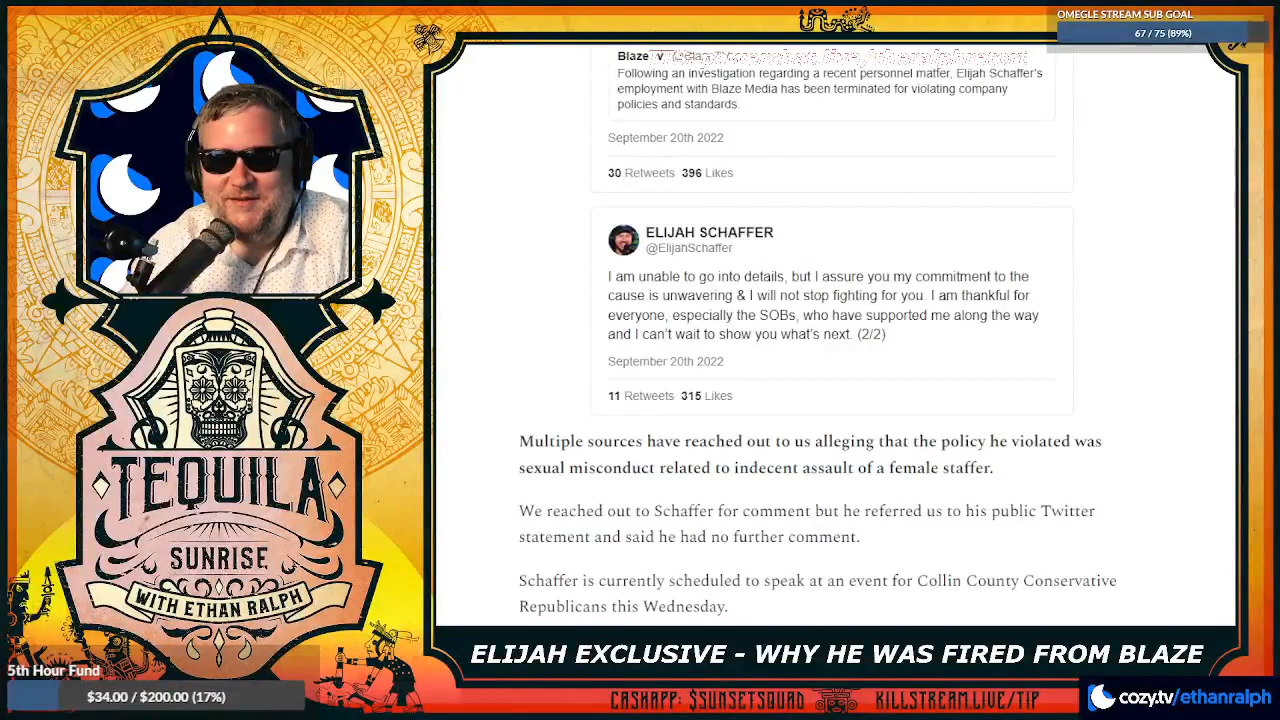 OMEGLE STREAM SUB GOAL
67 / 75 (89%)
Blaze
Following an investigation regarding a recent personnel matter, Elijah Schaffer's
employment with Blaze Media has been terminated for violating company
policies and standards.
September 20th 2022
30 Retweets 396 Likes
ELIJAH SCHAFFER
@ElijahSchaffer
I am unable to go into details, but I assure you my commitment to the
cause is unwavering & I will not stop fighting for you. I am thankful for
everyone, especially the SOBs, who have supported me along the way
and I can't wait to show you what's next. (2/2)
September 20th 2022
11 Retweets 315 Likes
Multiple sources have reached out to us alleging that the policy he violated was
sexual misconduct related to indecent assault of a female staffer.
We reached out to Schaffer for comment but he referred us to his public Twitter
statement and said he had no further comment.
Schaffer is currently scheduled to speak at an event for Collin County Conservative
Republicans this Wednesday.
TEQUILA
SUNRISE
WITH ETHAN RALPH
5th Hour Fund
$34.00 / $200.00 (17%)
ELIJAH EXCLUSIVE - WHY HE WAS FIRED FROM BLAZE
CASHAPP: $SUNSETSQUAD
KILLSTREAM.LIVE/TIP
cozy.tv/ethanralph